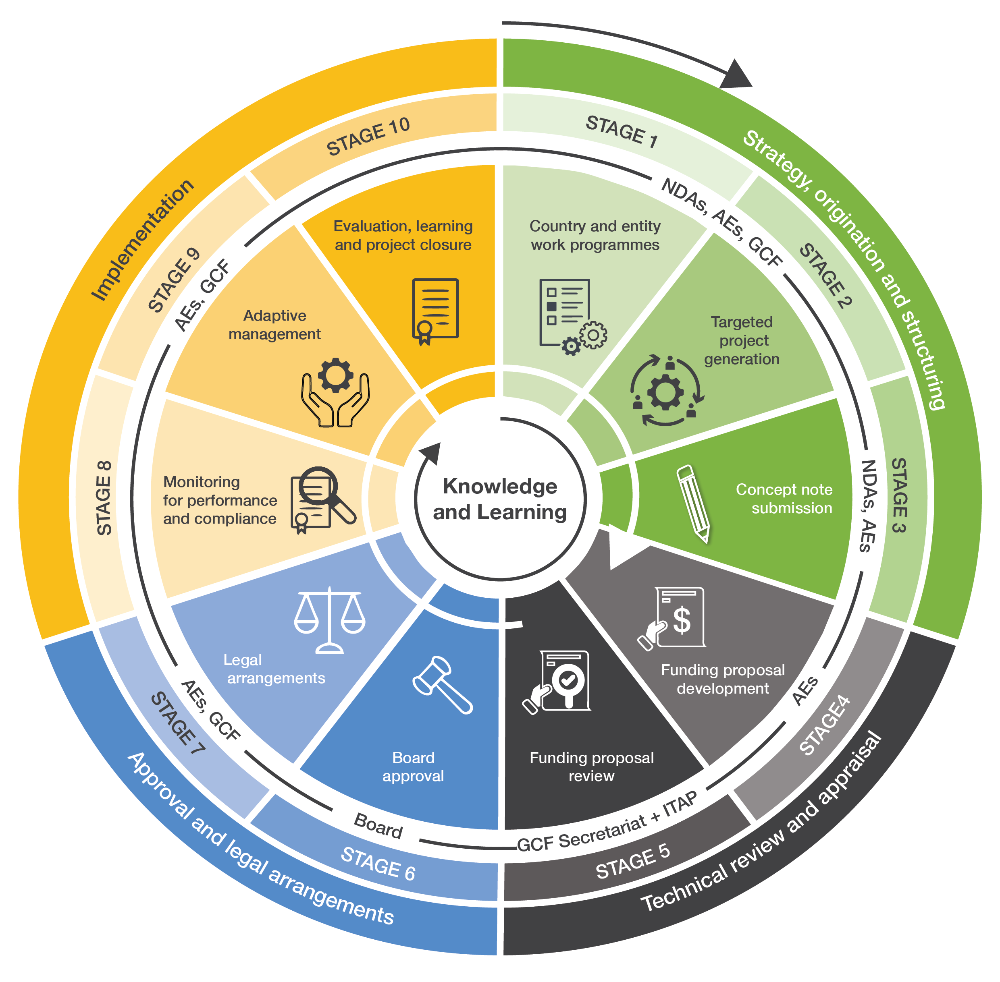 Strategy, origination and structuring
STAGE 1
NDAs, AEs, GCF
Country and entity
work programmes
STAGE 2
Targeted
project
generation
STAGE 3
NDAs, AEs
Concept note
submission
Technical review and appraisal
STAGE4
AEs
$
Funding proposal
development
STAGE 5
GCF Secretariat + ITAP
Funding proposal
review
Approval and legal arrangements
STAGE 6
Board
Board
approval
STAGE 7
AEs, GCF
Legal
arrangements
Implementation
STAGE 8
Monitoring
for performance
and compliance
STAGE 9
AEs. GCF
Adaptive
management
STAGE 10
Evaluation, learning
and project closure
Knowledge
and Learning